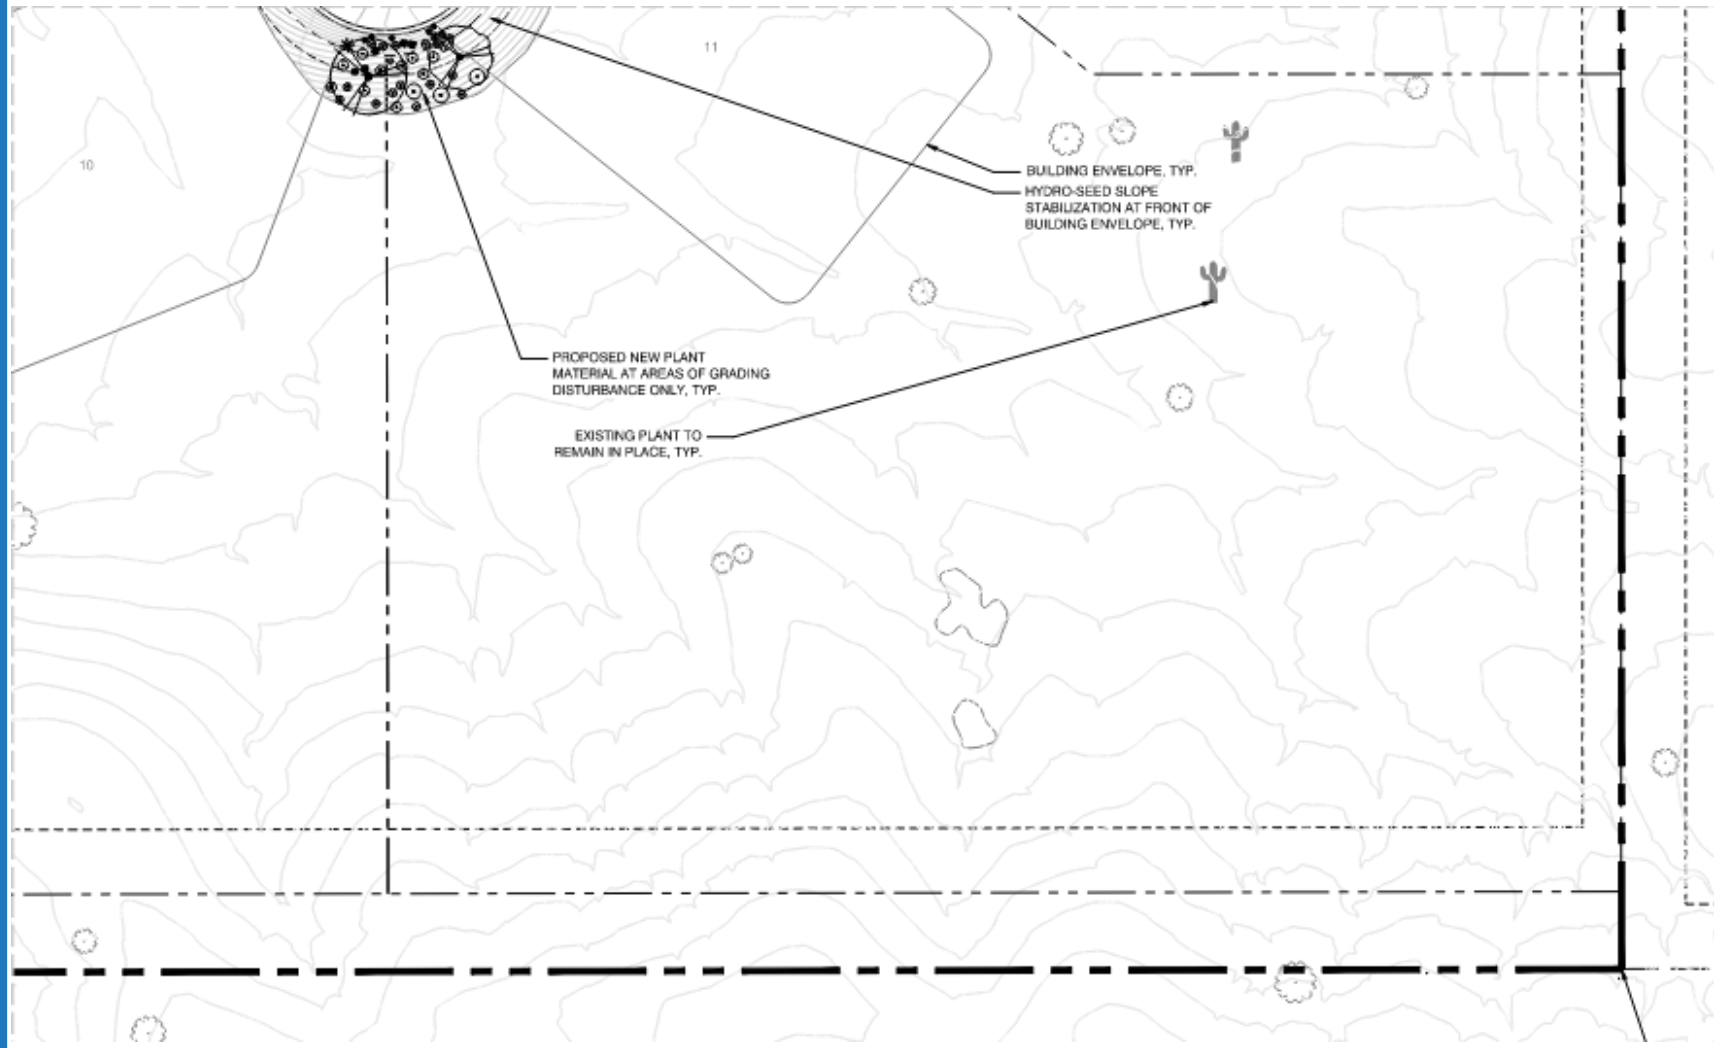 11
10
BUILDING ENVELOPE, TYP.
HYDRO-SEED SLOPE
STABILIZATION AT FRONT OF
BUILDING ENVELOPE, TYP.
PROPOSED NEW PLANT
MATERIAL AT AREAS OF GRADING
DISTURBANCE ONLY, TYP.
EXISTING PLANT TO
REMAIN IN PLACE, TYP.